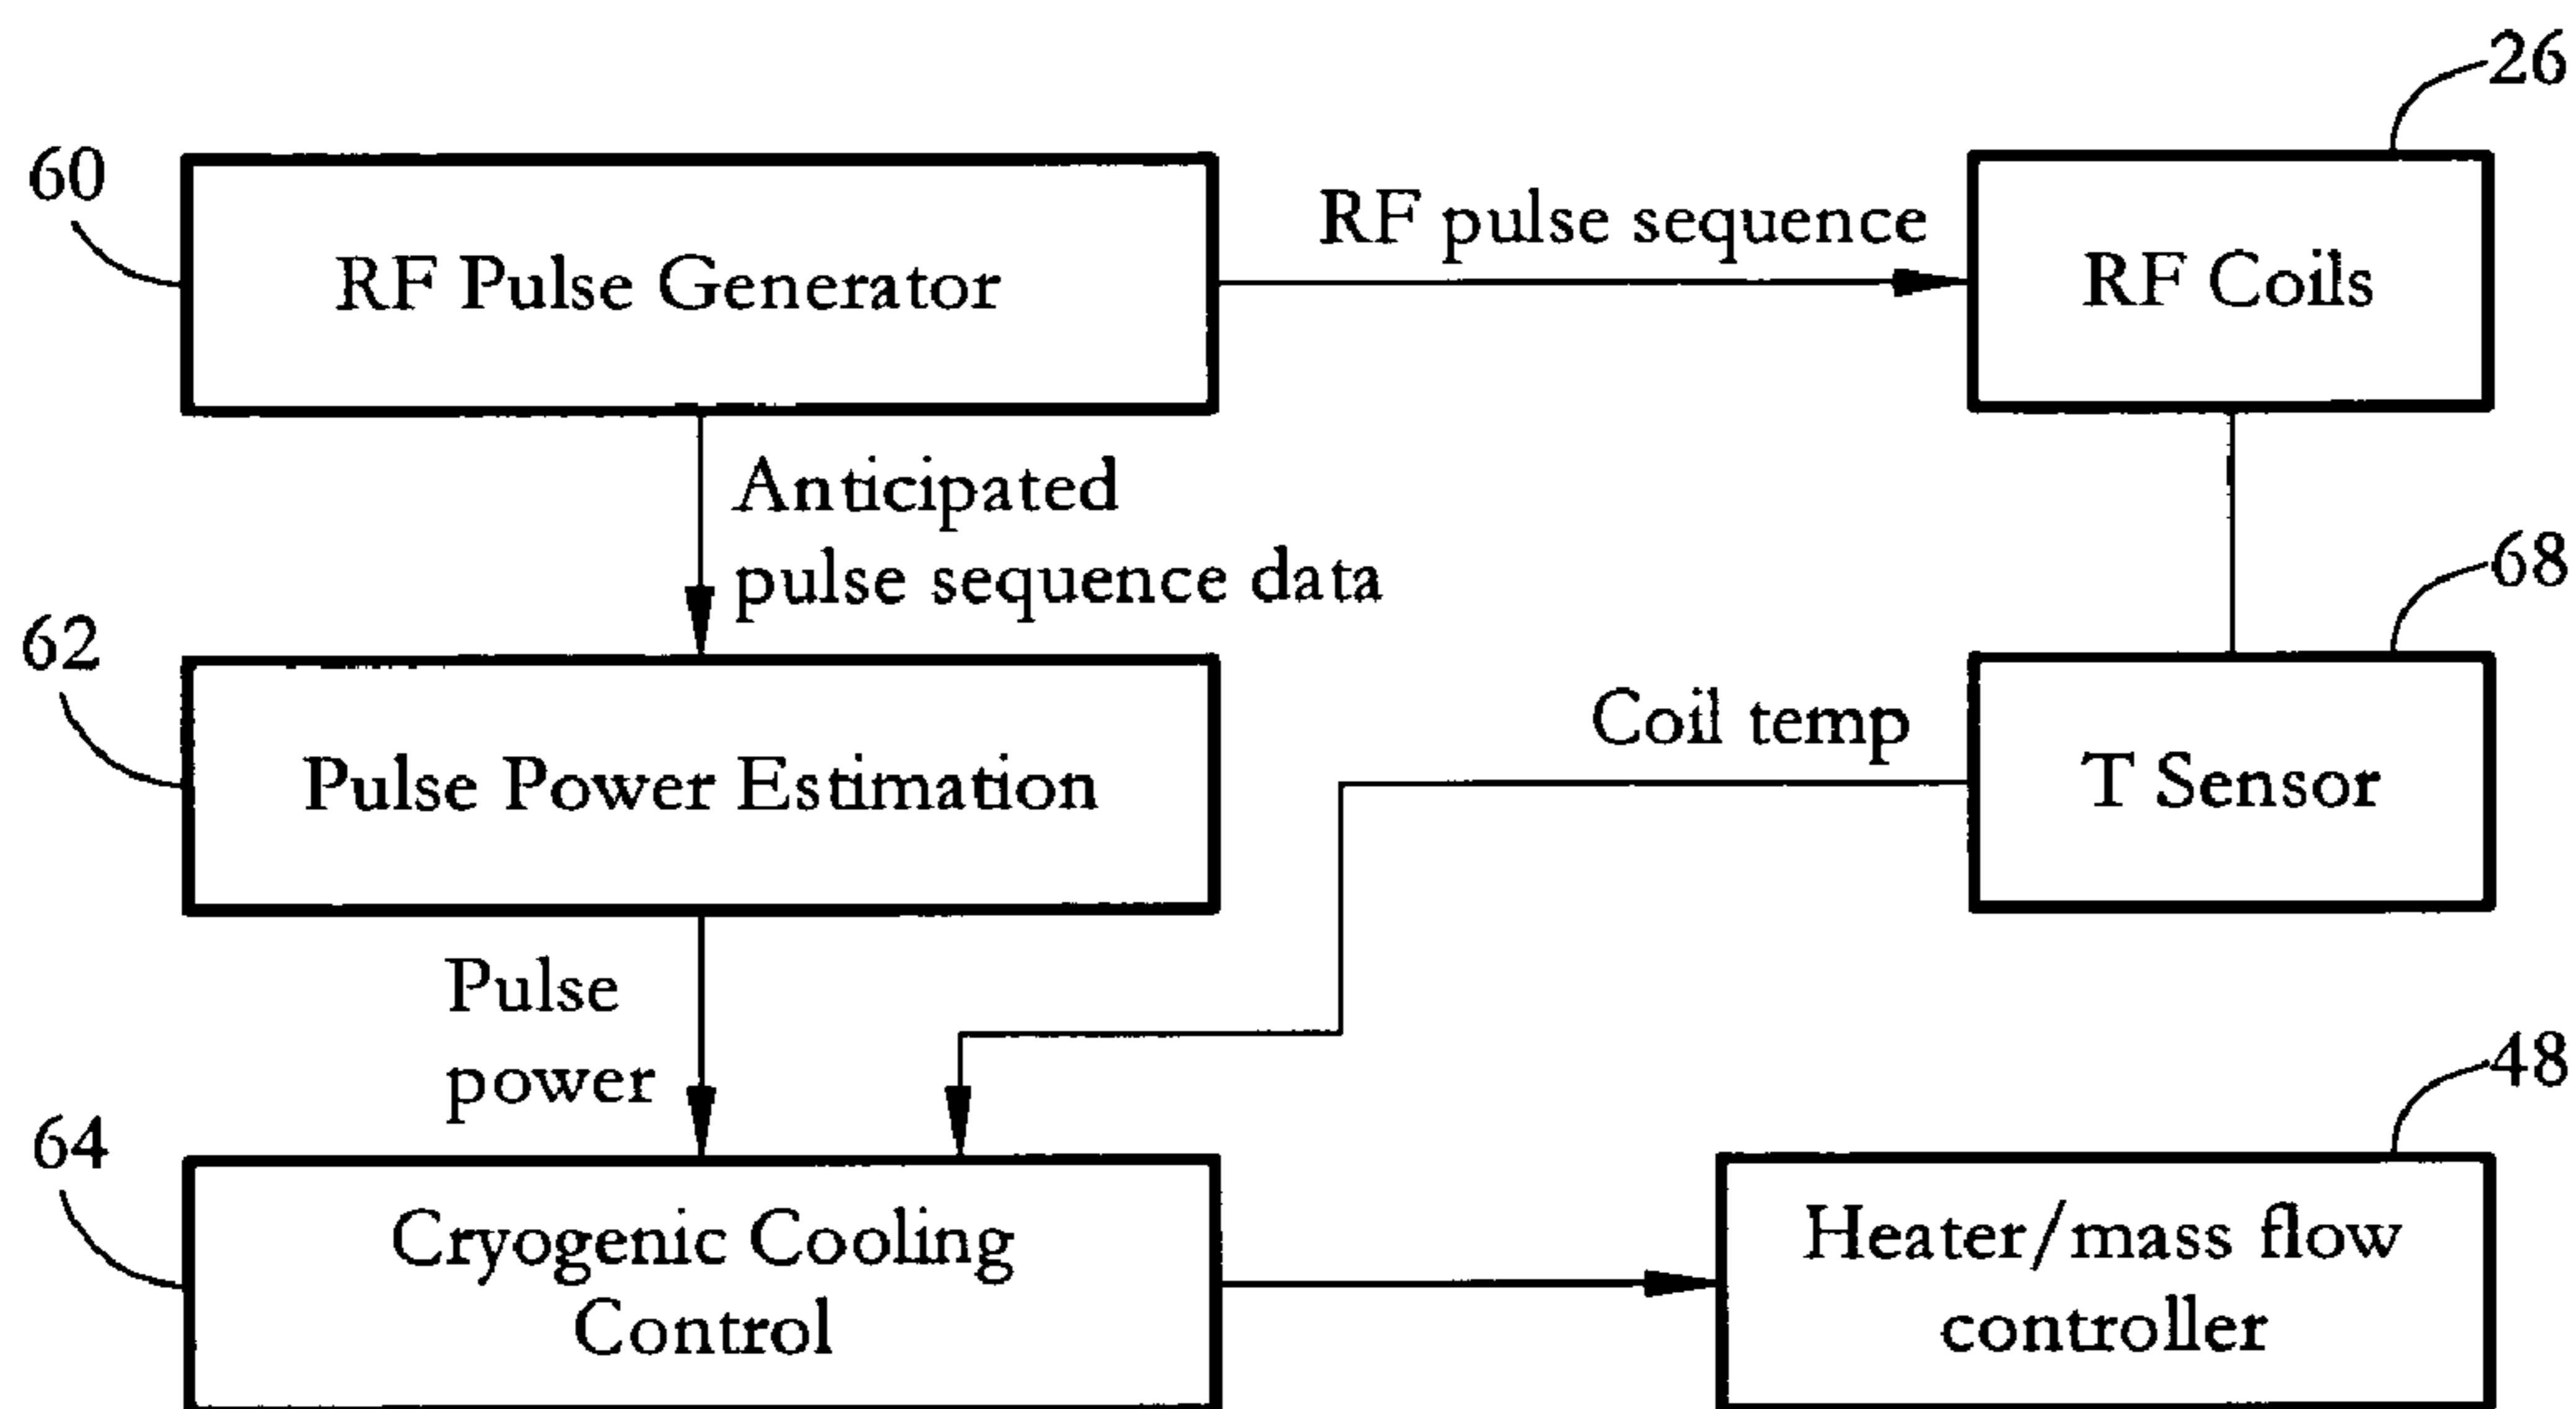 26
60
RF pulse sequence
RF Pulse Generator
RF Coils
Anticipated
pulse sequence data
68
62
Coil temp
Pulse Power Estimation
T Sensor
Pulse
power
48
64
Cryogenic Cooling
Control
Heater/mass flow
controller